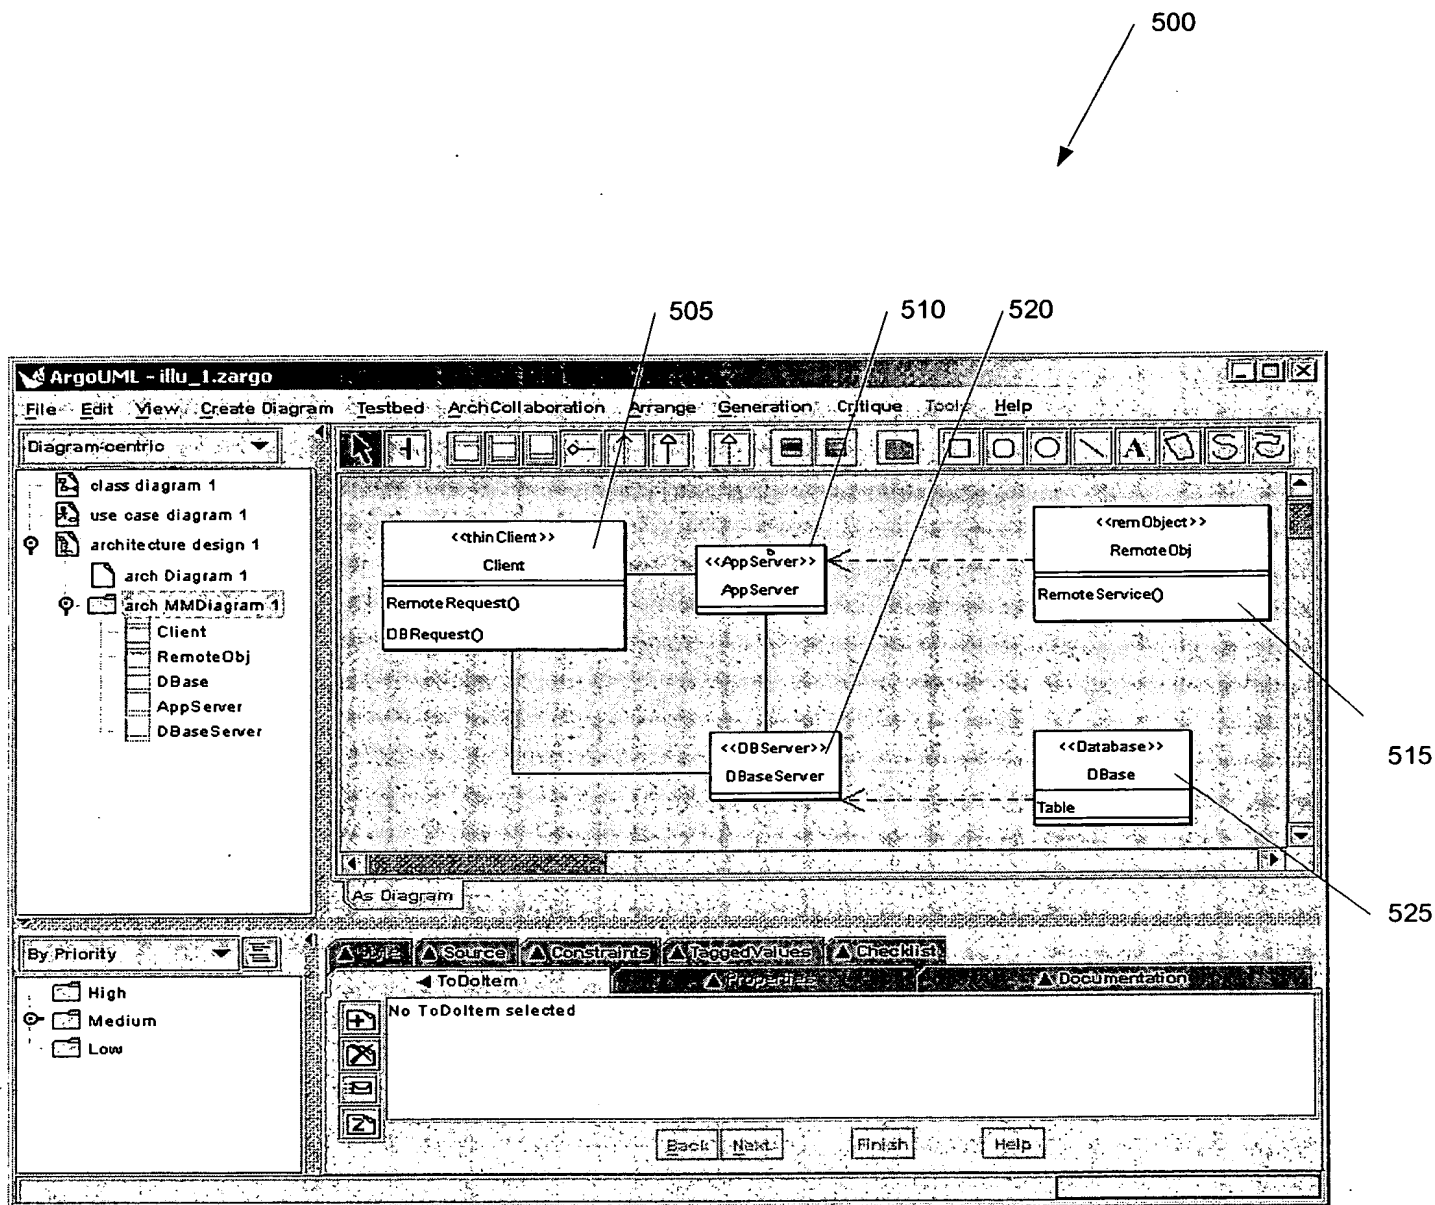 500
505
510
520
ArgoUML - illu_1.zargo
File Edit View Create Diagram Testbed ArchCollaboration Arrange Generation Critique Tools Help
Diagram-centric
class diagram 1
use case diagram 1
architecture design 1
arch Diagram 1
arch MMDiagram 1
Client
RemoteObj
DBase
AppServer
DBaseServer
<<thinClient>>
Client
RemoteRequest()
DBRequest()
<<AppServer>>
AppServer
<<remObject>>
RemoteObj
RemoteService()
<<DBServer>>
DBaseServer
<<Database>>
DBase
Table
515
525
As Diagram
By Priority
High
Medium
Low
Source Constraints TaggedValues Checklist
ToDoItem Properties Documentation
No ToDoItem selected
Back Next Finish Help